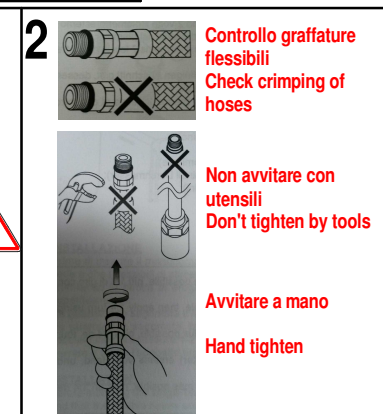 2
Controllo graffature
flessibili
Check crimping of
hoses
Non avvitare con
utensili
Don't tighten by tools
Avvitare a mano
Hand tighten